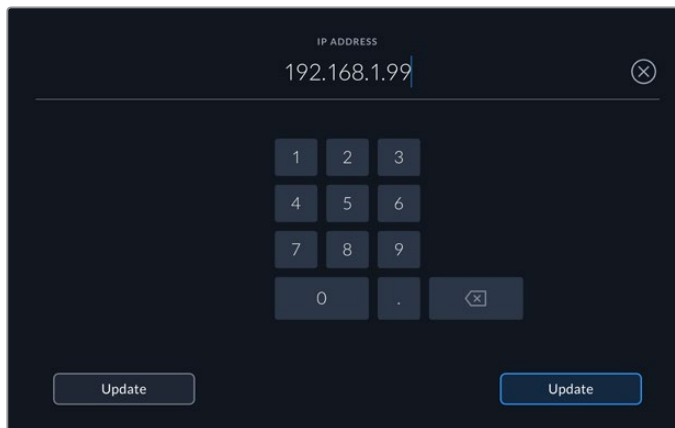 IP ADDRESS
192.168.1.99
1 2 3
4 5 6
7 8 9
0 .
Update Update